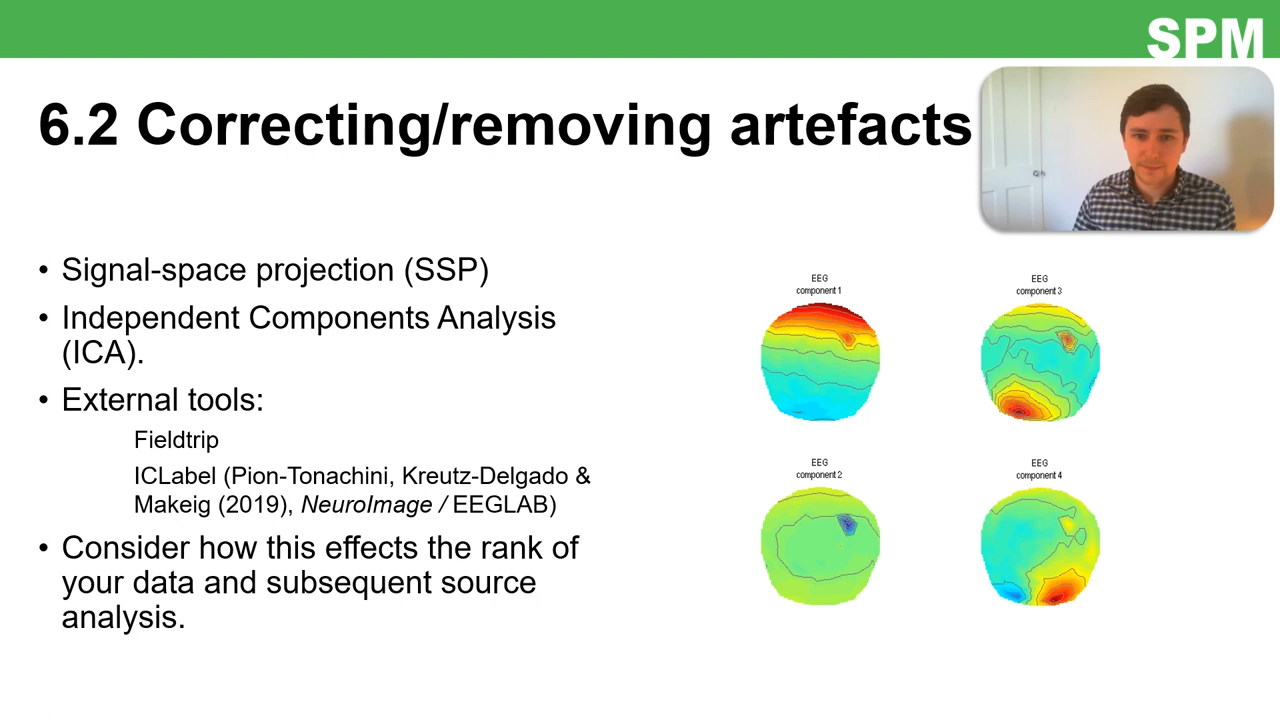 SPM
6.2 Correcting/removing artefacts
• Signal-space projection (SSP)
• Independent Components Analysis
(ICA).
• External tools:
Fieldtrip
ICLabel (Pion-Tonachini, Kreutz-Delgado &
Makeig (2019), NeuroImage / EEGLAB)
• Consider how this effects the rank of
your data and subsequent source
analysis.
EEG
component 1
EEG
component 3
EEG
component 2
EEG
component 4